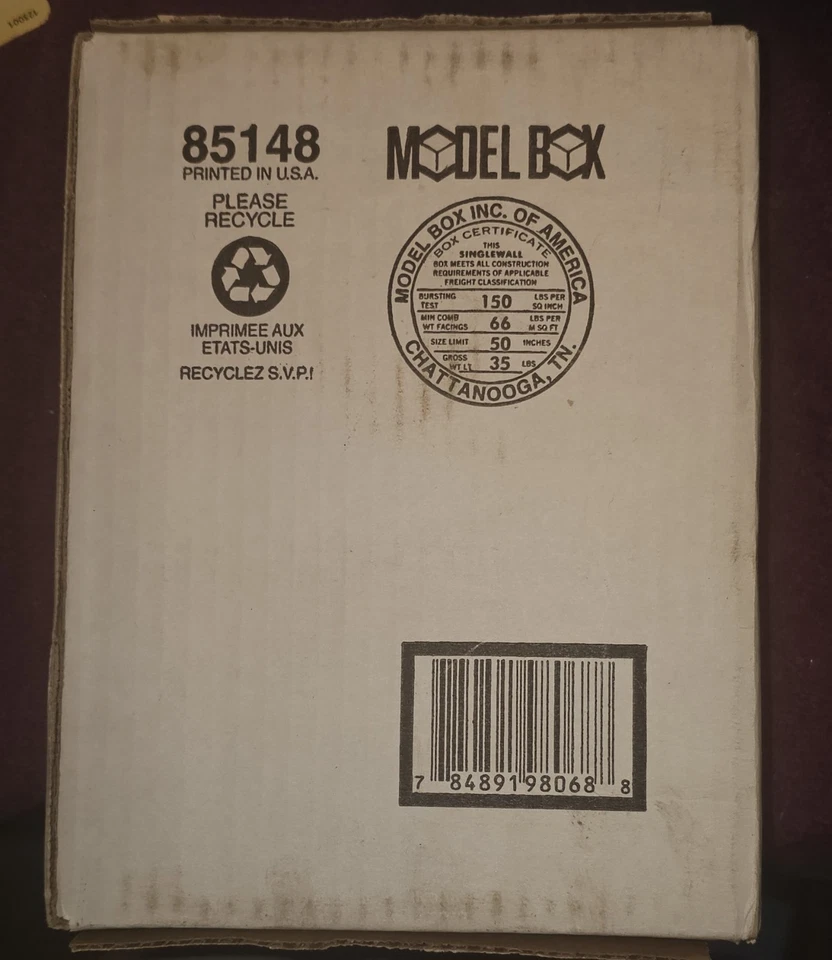 121001
85148
PRINTED IN U.S.A.
PLEASE
RECYCLE
IMPRIMEE AUX
ETATS-UNIS
RECYCLEZ S.V.P.!
MODEL BOX
MODEL BOX INC. OF AMERICA
BOX CERTIFICATE
THIS
SINGLEWALL
BOX MEETS ALL CONSTRUCTION
REQUIREMENTS OF APPLICABLE
FREIGHT CLASSIFICATION
BURSTING TEST 150 LBS PER SQ INCH
MIN COMB WT FACINGS 66 LBS PER M SQ FT
SIZE LIMIT 50 INCHES
GROSS WT LT 35 LBS
CHATTANOOGA, TN.
7 84891 98068 8